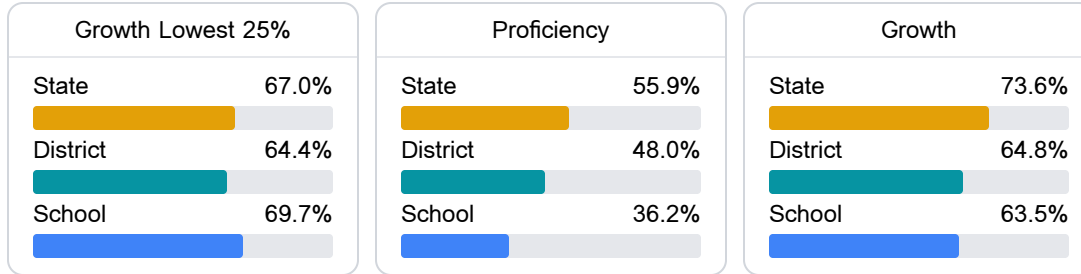 Growth Lowest 25%
State 67.0%
District 64.4%
School 69.7%
Proficiency
State 55.9%
District 48.0%
School 36.2%
Growth
State 73.6%
District 64.8%
School 63.5%